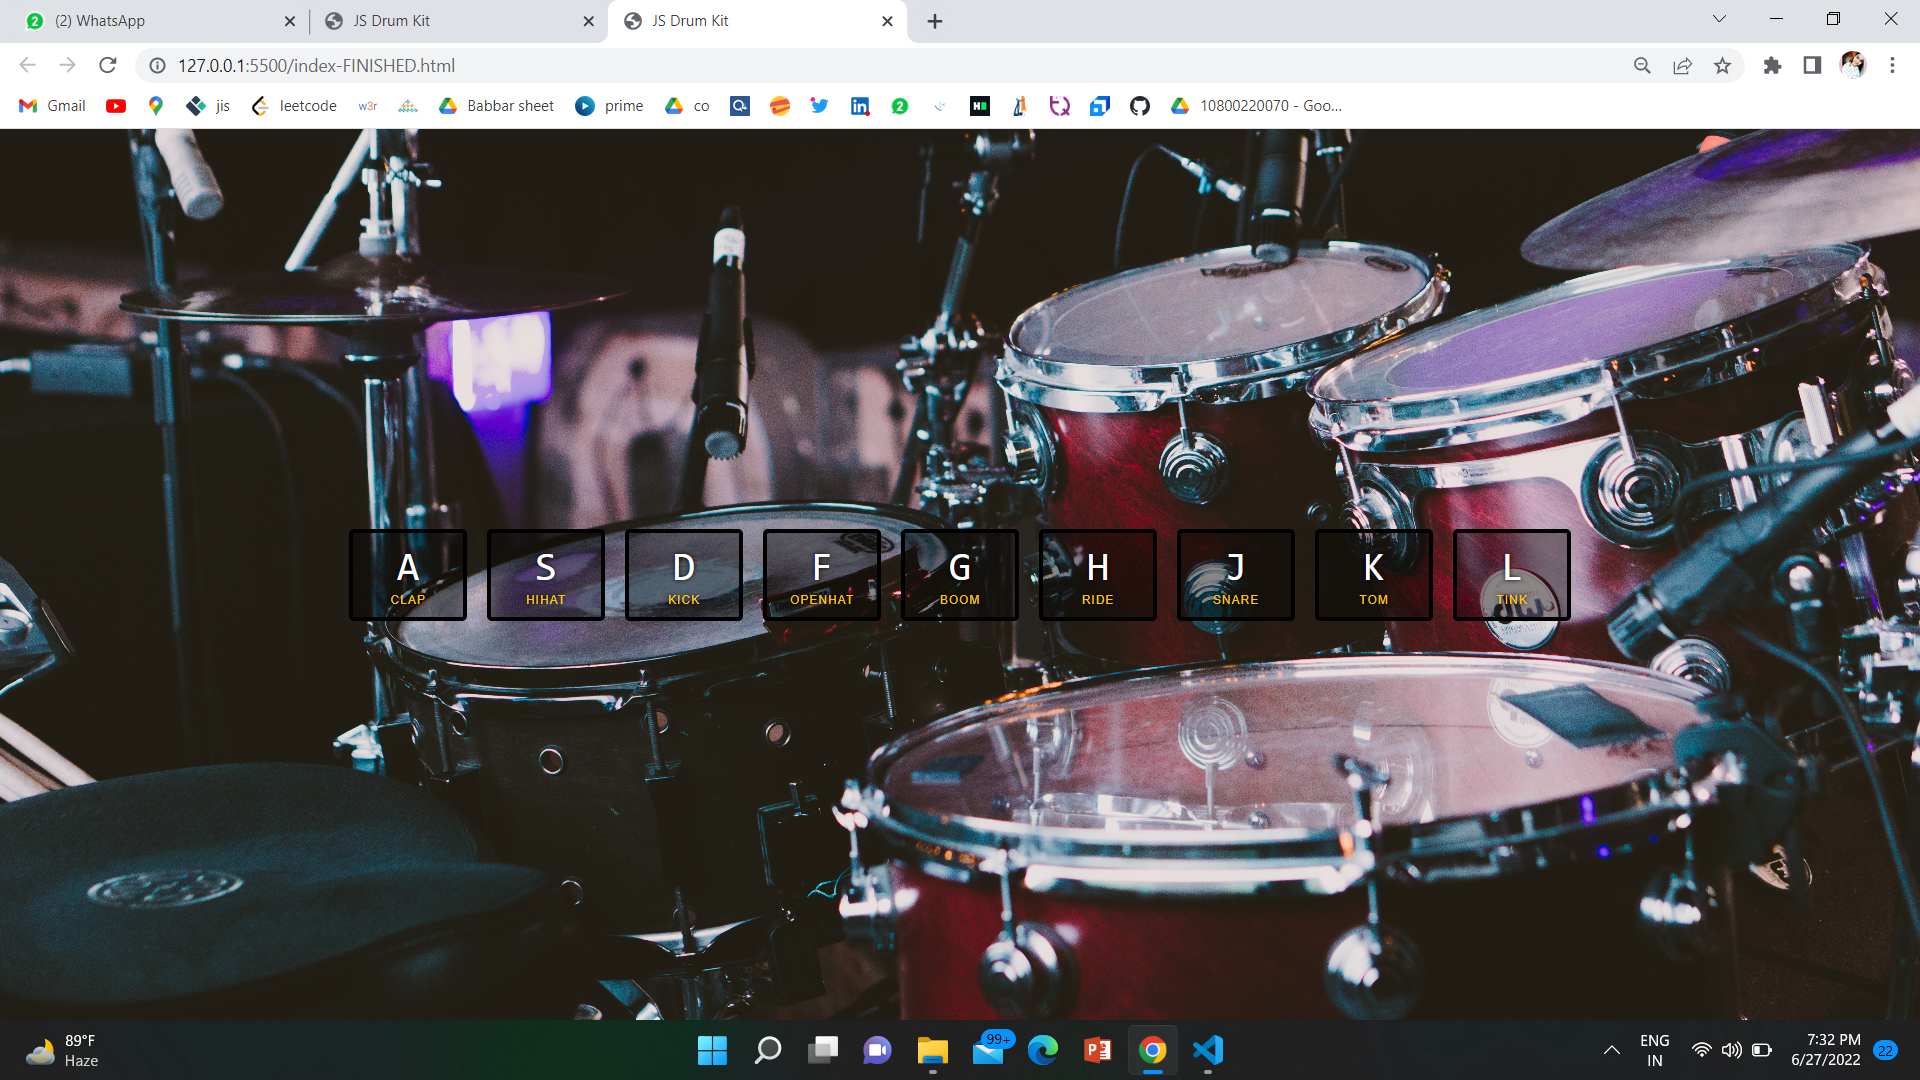 (2) WhatsApp
JS Drum Kit
JS Drum Kit
127.0.0.1:5500/index-FINISHED.html
Gmail
jis
leetcode
w3r
Babbar sheet
prime
co
2
10800220070 - Goo...
A
CLAP
S
HIHAT
D
KICK
F
OPENHAT
G
BOOM
H
RIDE
J
SNARE
K
TOM
L
TINK
89°F
Haze
99+
ENG
IN
7:32 PM
6/27/2022
22